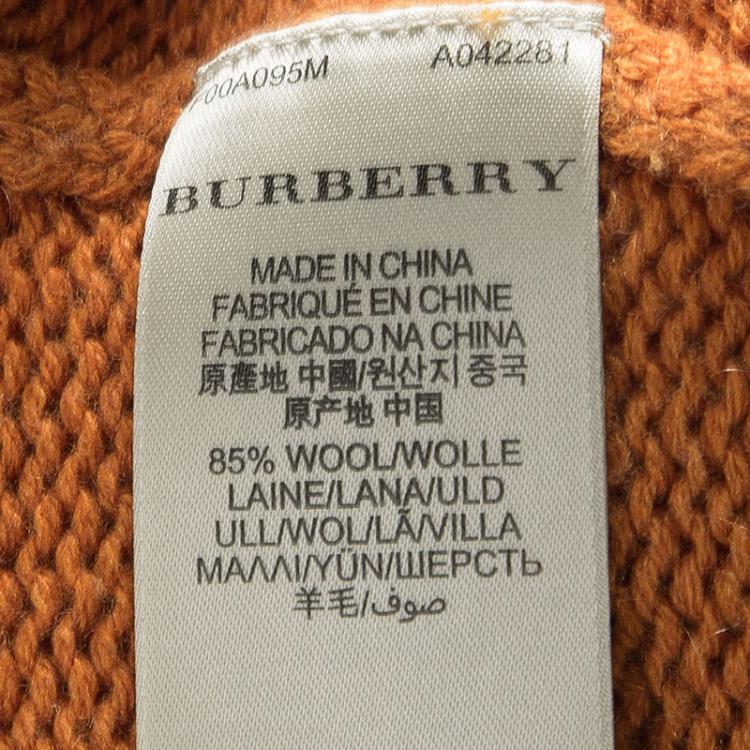 F00A095M A042281
BURBERRY
MADE IN CHINA
FABRIQUÉ EN CHINE
FABRICADO NA CHINA
原產地 中國/원산지 중국
原产地 中国
85% WOOL/WOLLE
LAINE/LANA/ULD
ULL/WOL/LÃ/VILLA
ΜΑΛΛΙ/YŰN/ШЕРСТЬ
羊毛/صوف